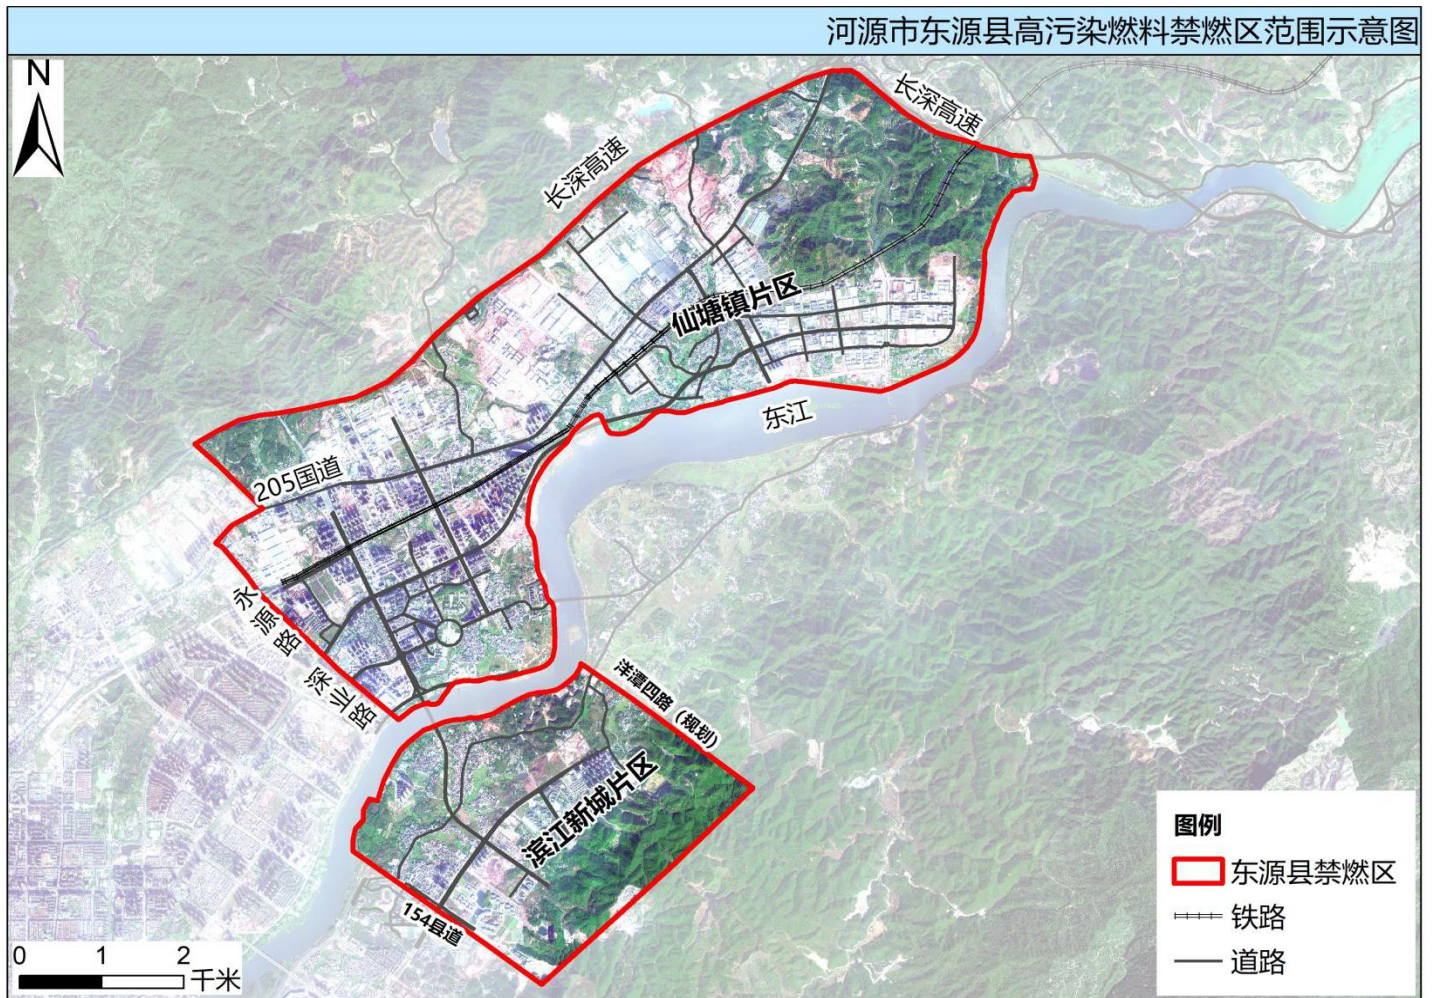 河源市东源县高污染燃料禁燃区范围示意图
N
长深高速
长深高速
仙塘镇片区
东江
205国道
永源路
深业路
洋潭四路（规划）
滨江新城片区
154县道
图例
东源县禁燃区
铁路
道路
0 1 2
千米